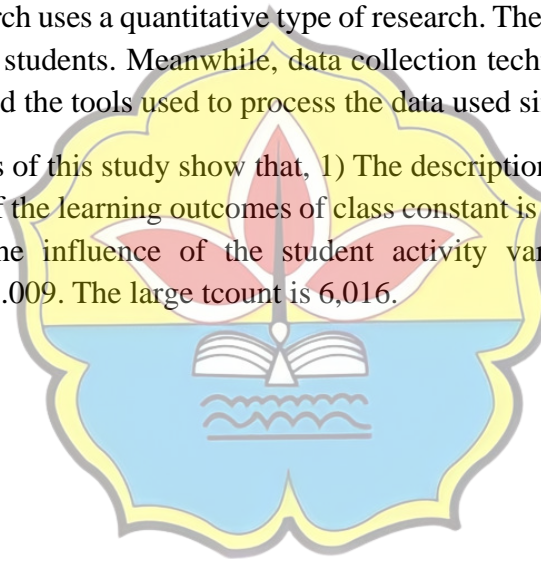 rch uses a quantitative type of research. The
students. Meanwhile, data collection tech
d the tools used to process the data used si
s of this study show that, 1) The description
f the learning outcomes of class constant is
he influence of the student activity var
.009. The large tcount is 6,016.